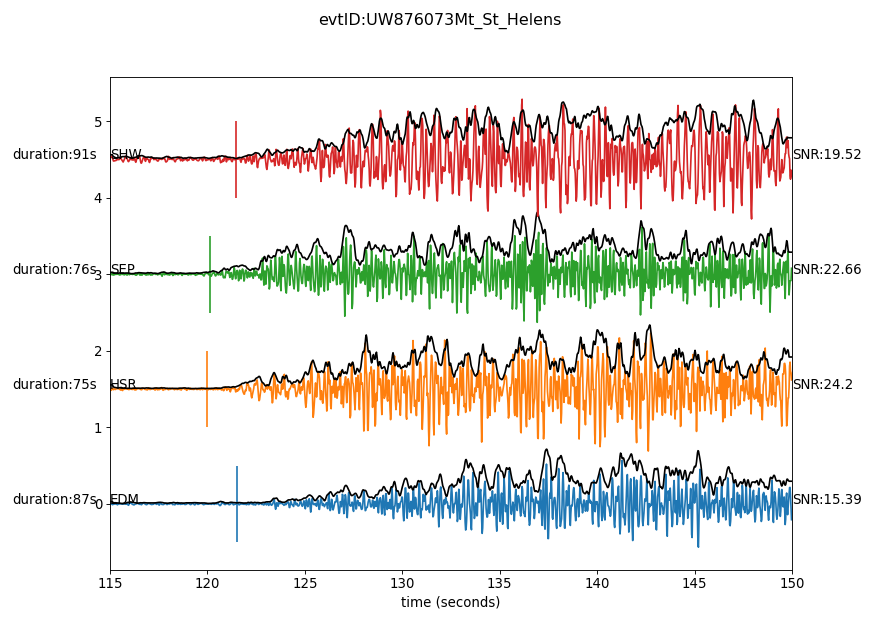 evtID:UW876073Mt_St_Helens
5
duration:91s SHW SNR:19.52
4
duration:76s SEP SNR:22.66
3
2
duration:75s HSR SNR:24.2
1
duration:87s EDM SNR:15.39
0
115 120 125 130 135 140 145 150
time (seconds)